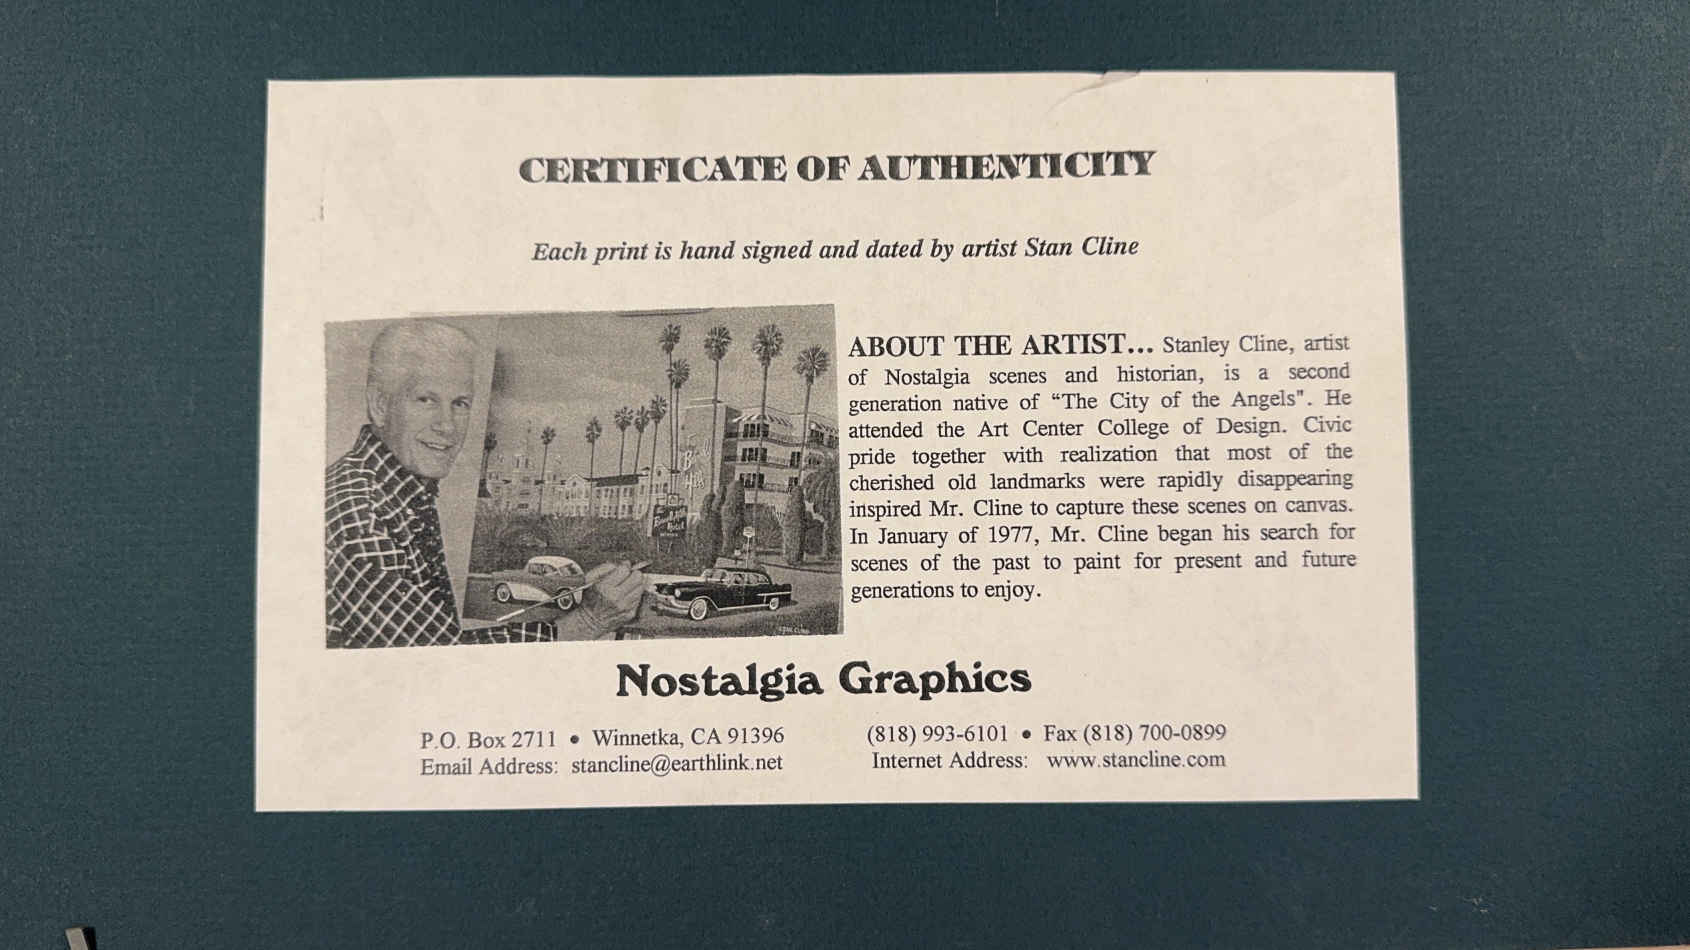 CERTIFICATE OF AUTHENTICITY
Each print is hand signed and dated by artist Stan Cline
ABOUT THE ARTIST... Stanley Cline, artist
of Nostalgia scenes and historian, is a second
generation native of “The City of the Angels". He
attended the Art Center College of Design. Civic
pride together with realization that most of the
cherished old landmarks were rapidly disappearing
inspired Mr. Cline to capture these scenes on canvas.
In January of 1977, Mr. Cline began his search for
scenes of the past to paint for present and future
generations to enjoy.
STAN CLINE
Nostalgia Graphics
P.O. Box 2711 • Winnetka, CA 91396
(818) 993-6101 • Fax (818) 700-0899
Email Address: stancline@earthlink.net
Internet Address: www.stancline.com